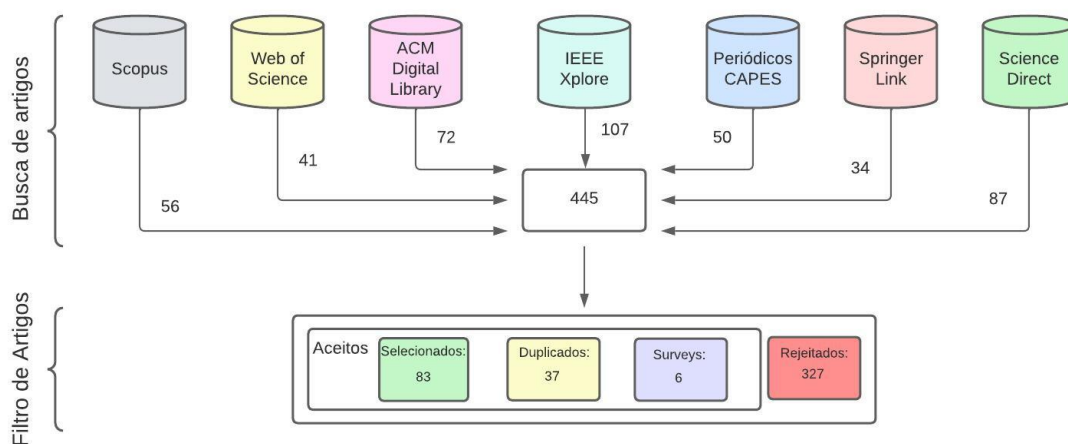 Busca de artigos
Scopus
Web of
Science
ACM
Digital
Library
IEEE
Xplore
Periódicos
CAPES
Springer
Link
Science
Direct
56
41
72
107
50
34
87
445
Filtro de Artigos
Aceitos
Selecionados:
83
Duplicados:
37
Surveys:
6
Rejeitados:
327